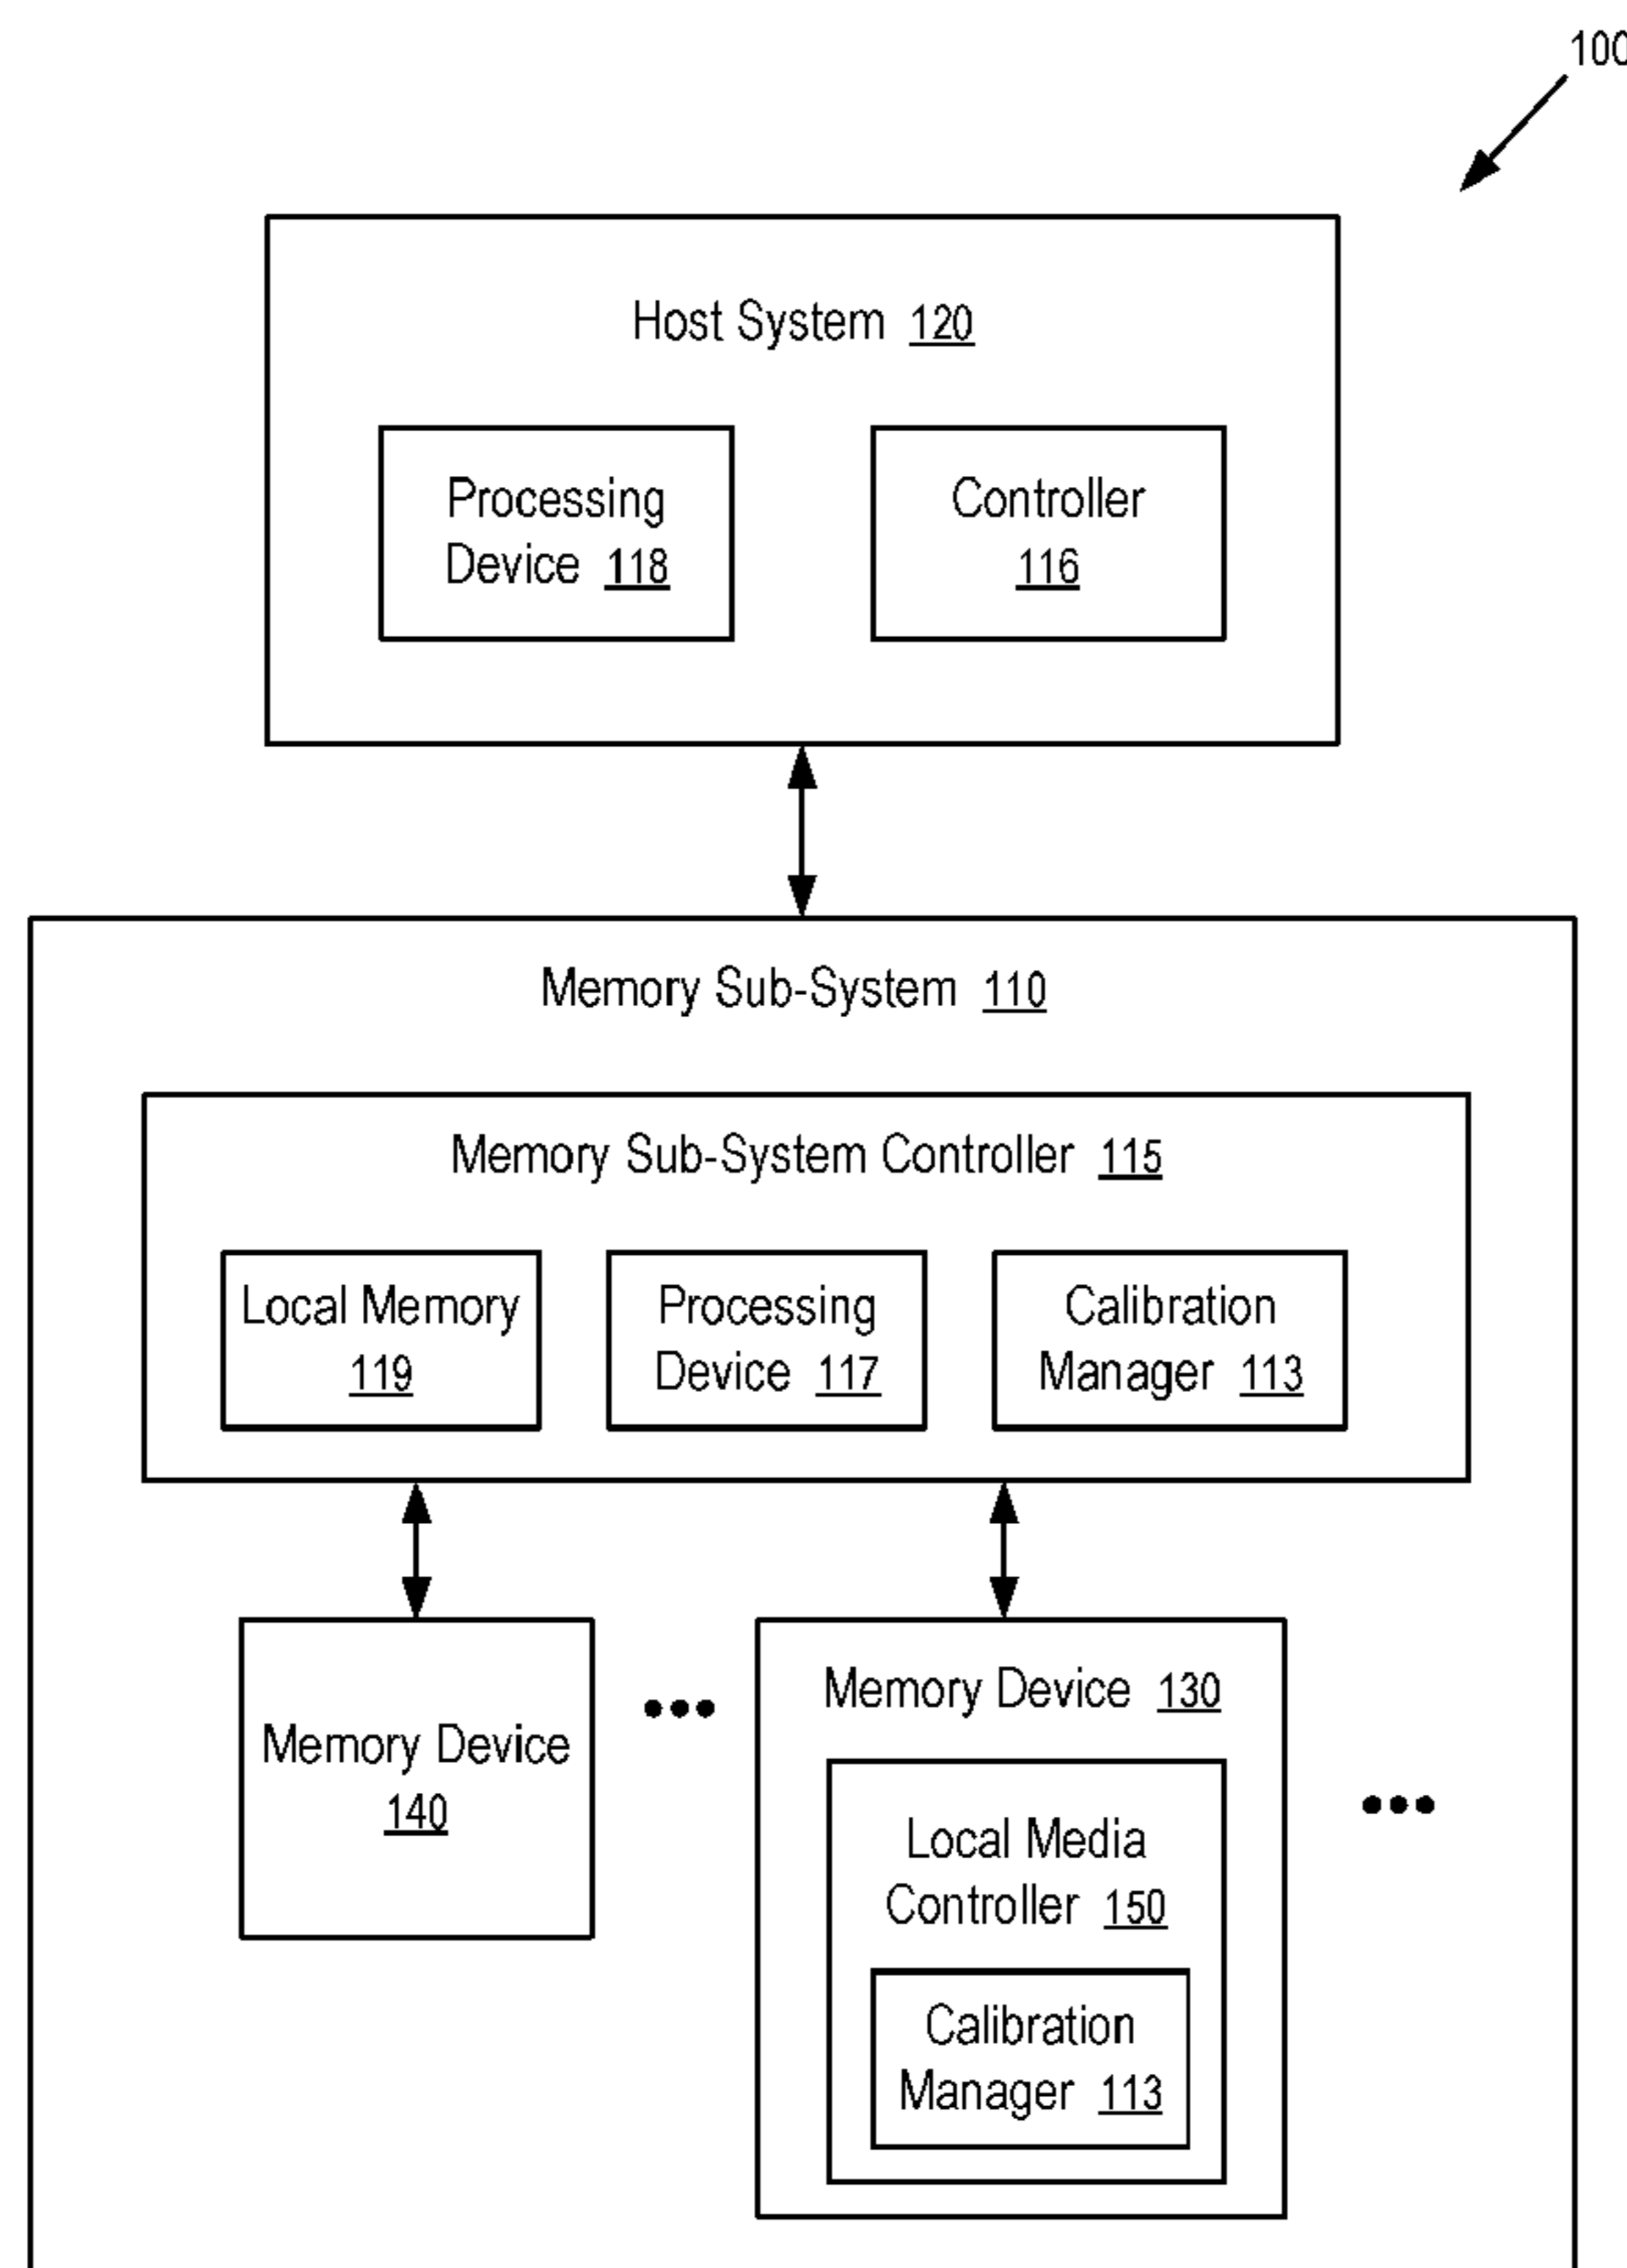 100
Host System 120
Processing
Device 118
Controller
116
Memory Sub-System 110
Memory Sub-System Controller 115
Local Memory
119
Processing
Device 117
Calibration
Manager 113
Memory Device
140
Memory Device 130
Local Media
Controller 150
Calibration
Manager 113